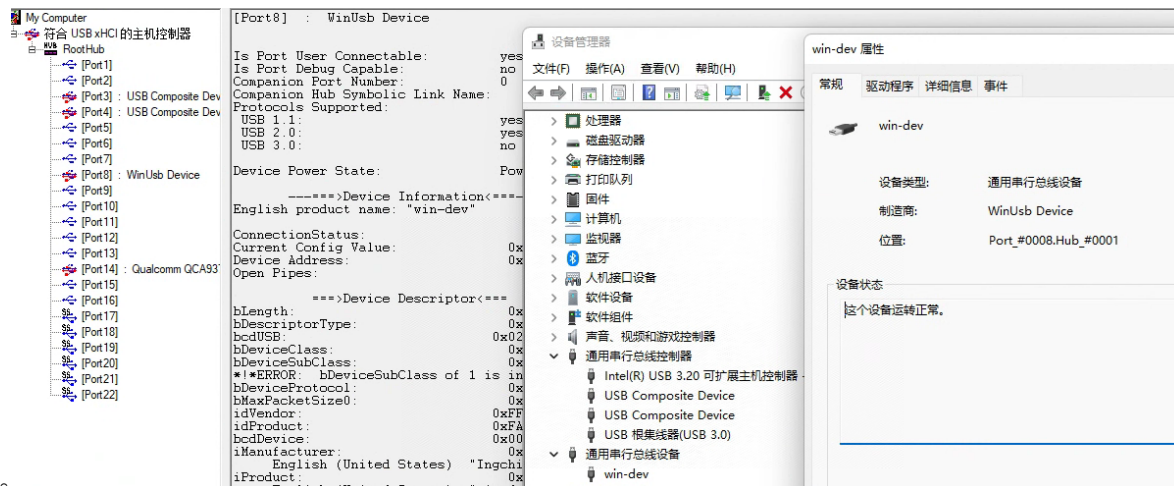 My Computer
符合 USB xHCI 的主机控制器
RootHub
[Port1]
[Port2]
[Port3] : USB Composite Dev
[Port4] : USB Composite Dev
[Port5]
[Port6]
[Port7]
[Port8] : WinUsb Device
[Port9]
[Port10]
[Port11]
[Port12]
[Port13]
[Port14] : Qualcomm QCA93
[Port15]
[Port16]
[Port17]
[Port18]
[Port19]
[Port20]
[Port21]
[Port22]
[Port8] : WinUsb Device
Is Port User Connectable: yes
Is Port Debug Capable: no
Companion Port Number: 0
Companion Hub Symbolic Link Name:
Protocols Supported:
USB 1.1: yes
USB 2.0: yes
USB 3.0: no
Device Power State: Pow
---===>Device Information<===-
English product name: "win-dev"
ConnectionStatus:
Current Config Value: 0x
Device Address: 0x
Open Pipes:
===>Device Descriptor<===
bLength: 0x
bDescriptorType: 0x
bcdUSB: 0x02
bDeviceClass: 0x
bDeviceSubClass: 0x
*!*ERROR: bDeviceSubClass of 1 is in
bDeviceProtocol: 0x
bMaxPacketSize0: 0x
idVendor: 0xFF
idProduct: 0xFA
bcdDevice: 0x00
iManufacturer: 0x
English (United States) "Ingchi
iProduct: 0x
设备管理器
文件(F) 操作(A) 查看(V) 帮助(H)
处理器
磁盘驱动器
存储控制器
打印队列
固件
计算机
监视器
蓝牙
人机接口设备
软件设备
软件组件
声音、视频和游戏控制器
通用串行总线控制器
Intel(R) USB 3.20 可扩展主机控制器 -
USB Composite Device
USB Composite Device
USB 根集线器(USB 3.0)
通用串行总线设备
win-dev
win-dev 属性
常规 驱动程序 详细信息 事件
win-dev
设备类型: 通用串行总线设备
制造商: WinUsb Device
位置: Port_#0008.Hub_#0001
设备状态
这个设备运转正常。